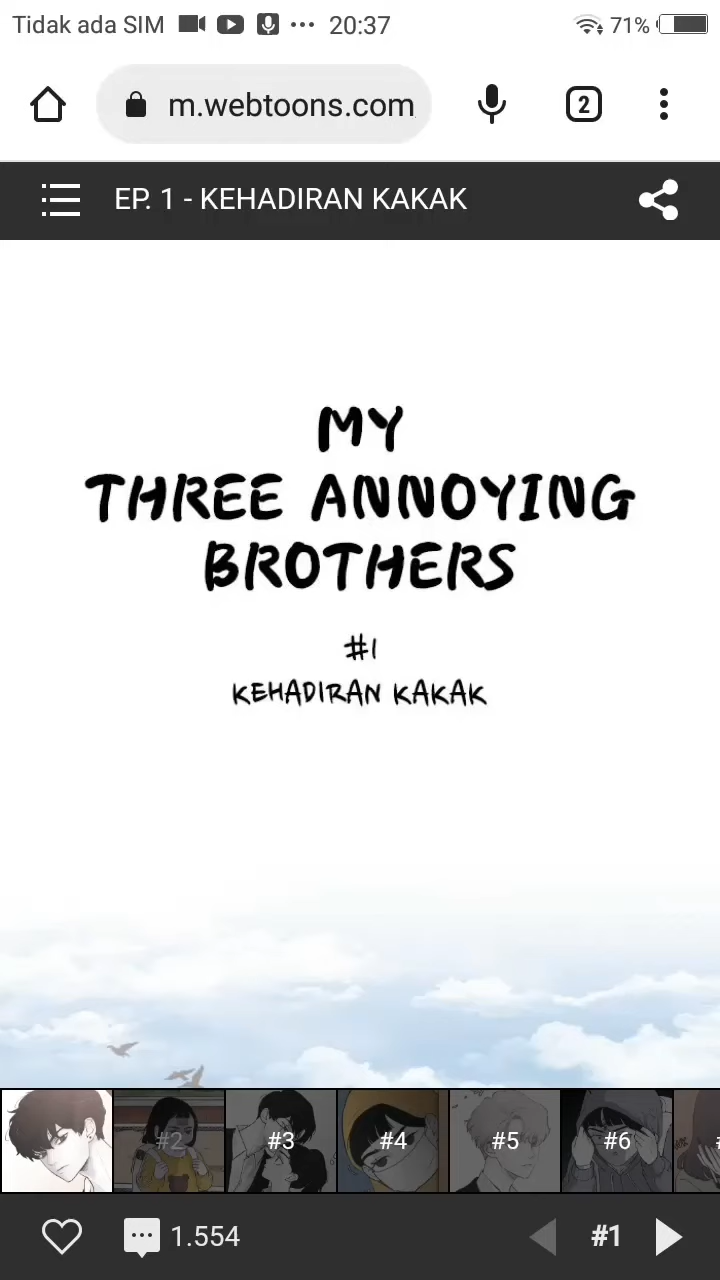 Tidak ada SIM 20:37 71%
m.webtoons.com 2
EP. 1 - KEHADIRAN KAKAK
MY
THREE ANNOYING
BROTHERS
#1
KEHADIRAN KAKAK
#2 #3 #4 #5 #6
1.554 #1